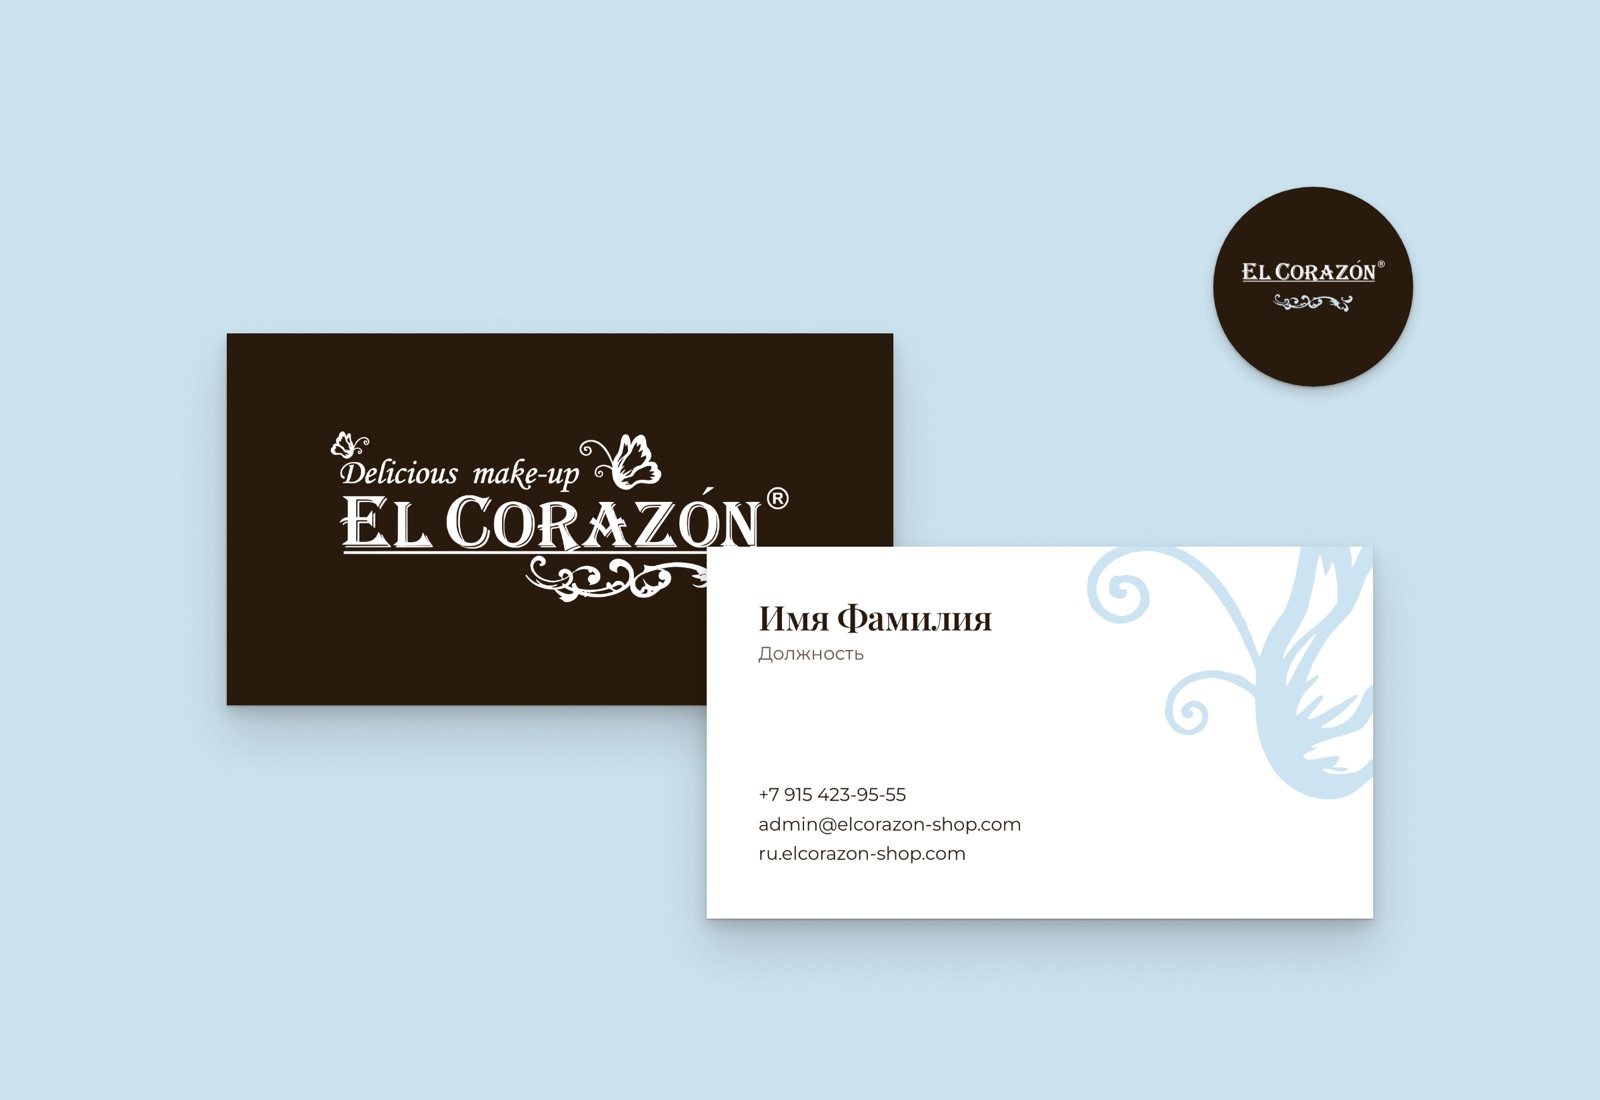 EL CORAZÓN®
Delicious make-up
EL CORAZÓN®
Имя Фамилия
Должность
+7 915 423-95-55
admin@elcorazon-shop.com
ru.elcorazon-shop.com